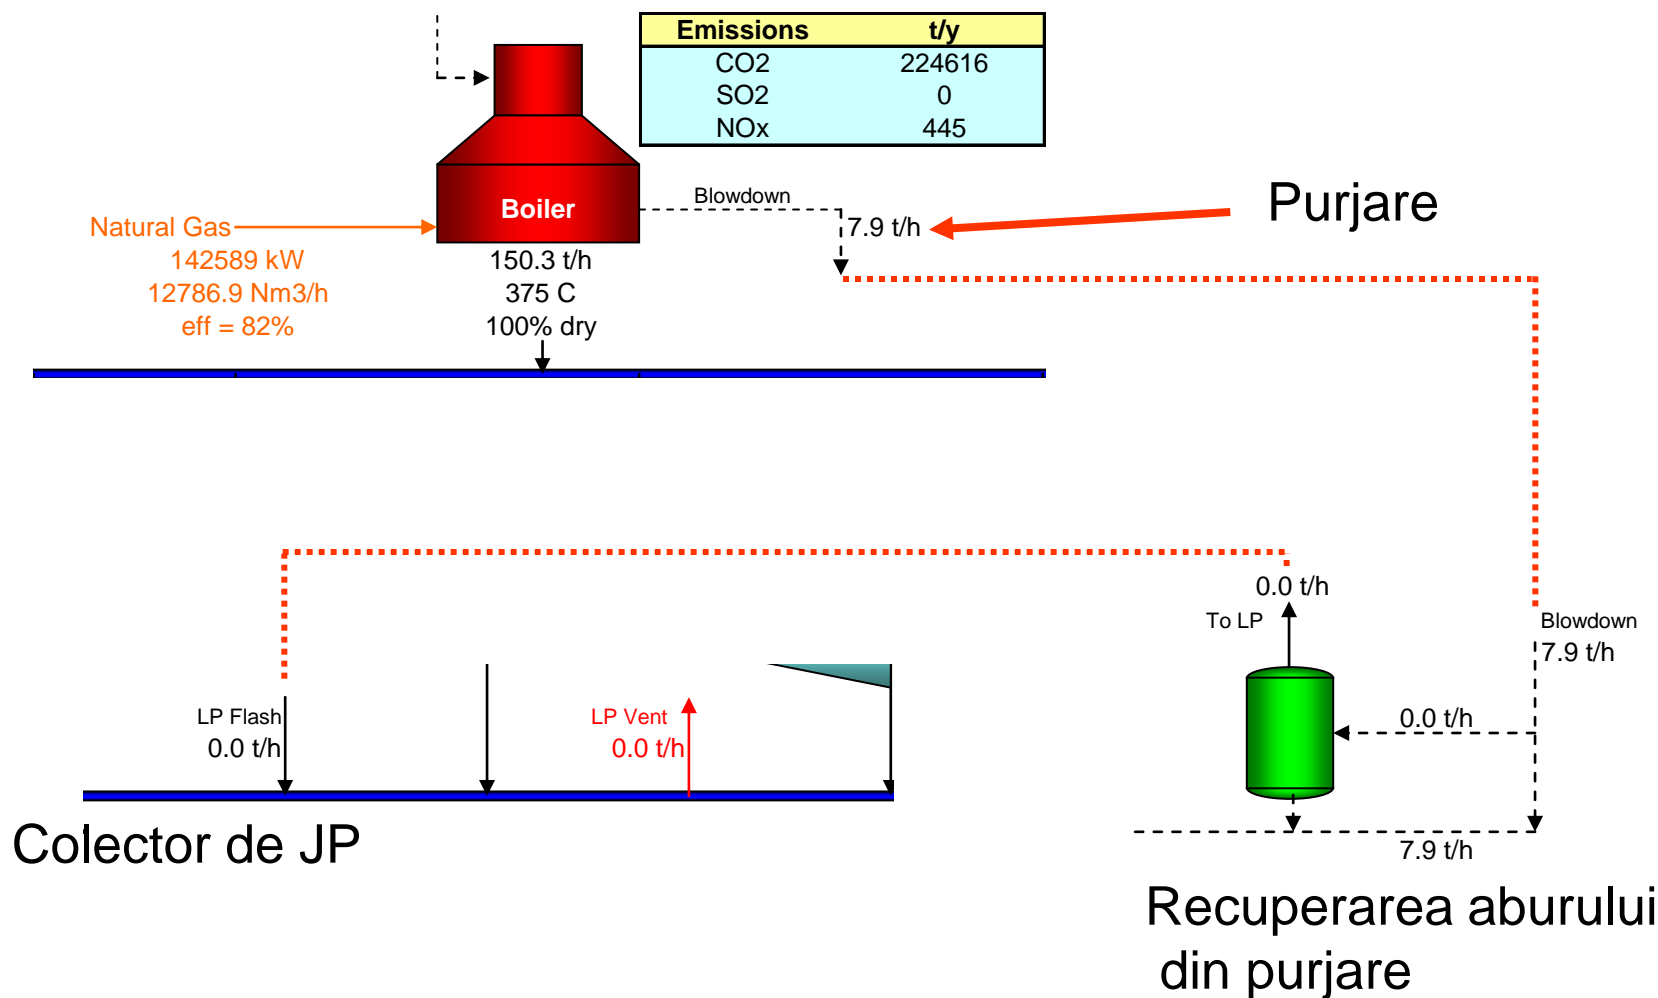 Emissions t/y
CO2 224616
SO2 0
NOx 445
Boiler
Blowdown
7.9 t/h
Purjare
Natural Gas
142589 kW
12786.9 Nm3/h
eff = 82%
150.3 t/h
375 C
100% dry
0.0 t/h
To LP
Blowdown
7.9 t/h
0.0 t/h
7.9 t/h
LP Flash
0.0 t/h
LP Vent
0.0 t/h
Colector de JP
Recuperarea aburului
din purjare